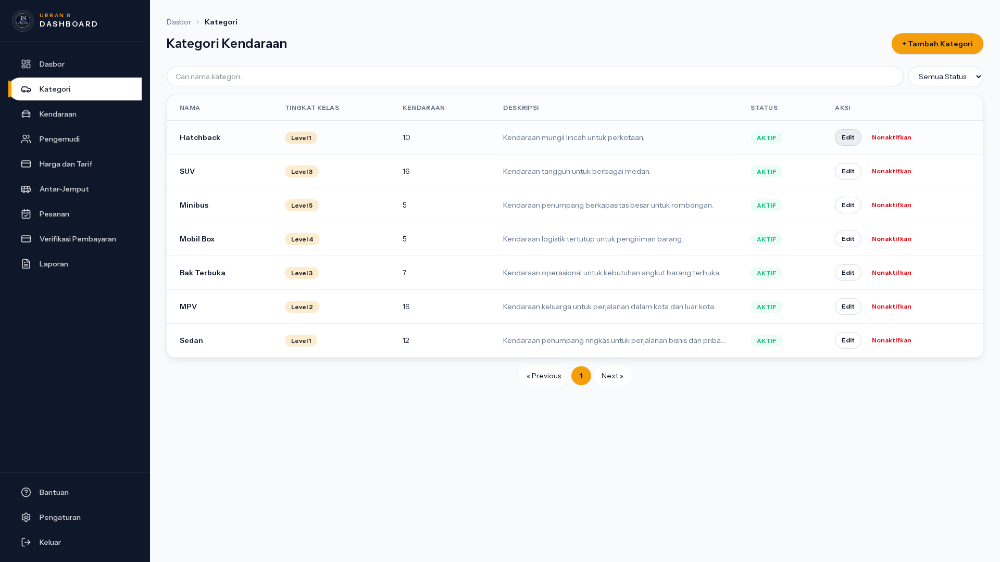 URBAN 8
DASHBOARD
Dasbor
Kategori
Kendaraan
Pengemudi
Harga dan Tarif
Antar-Jemput
Pesanan
Verifikasi Pembayaran
Laporan
Bantuan
Pengaturan
Keluar
Dasbor > Kategori
Kategori Kendaraan
+ Tambah Kategori
Cari nama kategori...
Semua Status
NAMA TINGKAT KELAS KENDARAAN DESKRIPSI STATUS AKSI
Hatchback Level 1 10 Kendaraan mungil lincah untuk perkotaan. AKTIF Edit Nonaktifkan
SUV Level 3 16 Kendaraan tangguh untuk berbagai medan. AKTIF Edit Nonaktifkan
Minibus Level 5 5 Kendaraan penumpang berkapasitas besar untuk rombongan. AKTIF Edit Nonaktifkan
Mobil Box Level 4 5 Kendaraan logistik tertutup untuk pengiriman barang. AKTIF Edit Nonaktifkan
Bak Terbuka Level 3 7 Kendaraan operasional untuk kebutuhan angkut barang terbuka. AKTIF Edit Nonaktifkan
MPV Level 2 16 Kendaraan keluarga untuk perjalanan dalam kota dan luar kota. AKTIF Edit Nonaktifkan
Sedan Level 1 12 Kendaraan penumpang ringkas untuk perjalanan bisnis dan priba... AKTIF Edit Nonaktifkan
« Previous 1 Next »